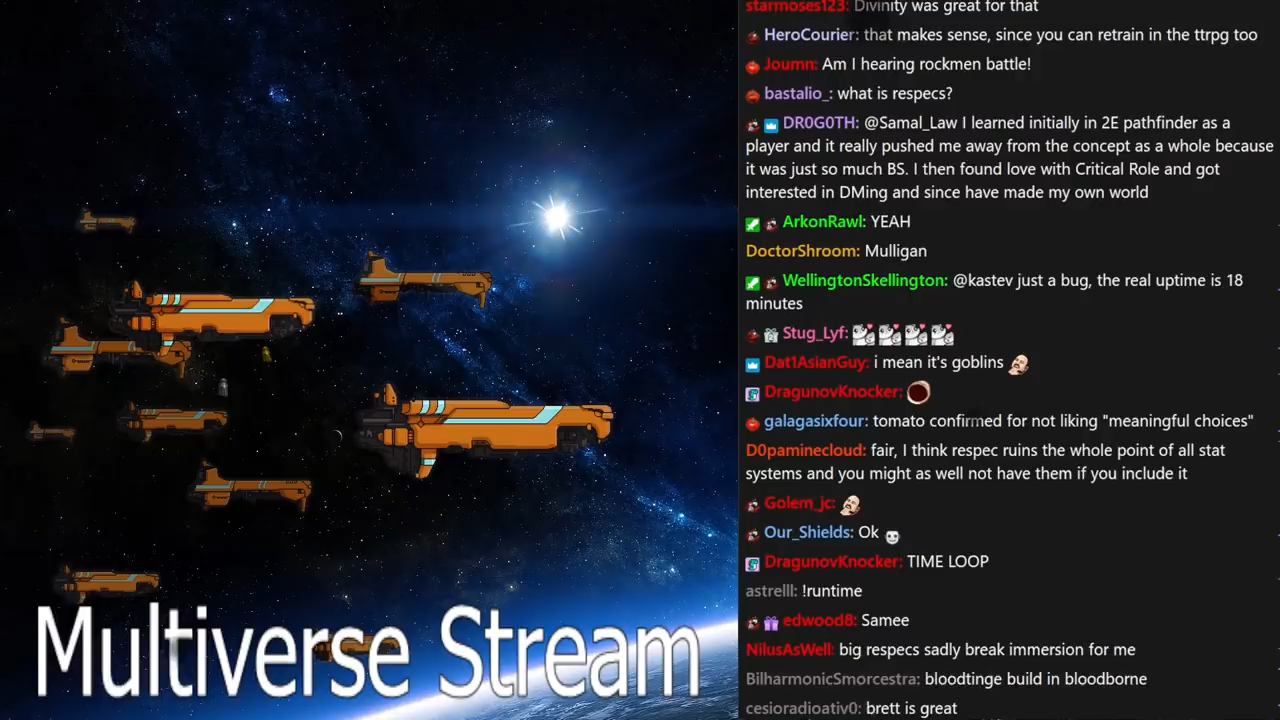 starmoses123: Divinity was great for that
HeroCourier: that makes sense, since you can retrain in the ttrpg too
Joumn: Am I hearing rockmen battle!
bastalio_: what is respecs?
DR0G0TH: @Samal_Law I learned initially in 2E pathfinder as a
player and it really pushed me away from the concept as a whole because
it was just so much BS. I then found love with Critical Role and got
interested in DMing and since have made my own world
ArkonRawl: YEAH
DoctorShroom: Mulligan
WellingtonSkellington: @kastev just a bug, the real uptime is 18
minutes
Stug_Lyf:
Dat1AsianGuy: i mean it's goblins
DragunovKnocker:
galagasixfour: tomato confirmed for not liking "meaningful choices"
D0paminecloud: fair, I think respec ruins the whole point of all stat
systems and you might as well not have them if you include it
Golem_jc:
Our_Shields: Ok
DragunovKnocker: TIME LOOP
astrelll: !runtime
edwood8: Samee
NilusAsWell: big respecs sadly break immersion for me
BilharmonicSmorcestra: bloodtinge build in bloodborne
cesioradioativ0: brett is great
Multiverse Stream